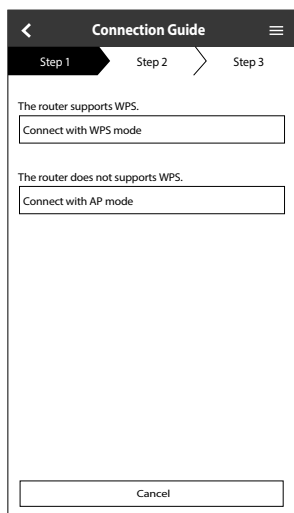 Connection Guide
Step 1 Step 2 Step 3
The router supports WPS.
Connect with WPS mode
The router does not supports WPS.
Connect with AP mode
Cancel